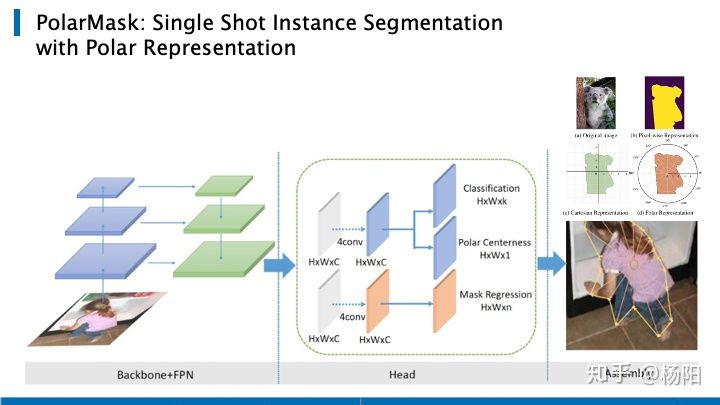 PolarMask: Single Shot Instance Segmentation
with Polar Representation
(a) Original image
(b) Pixel-wise Representation
(c) Cartesian Representation
(d) Polar Representation
Classification
HxWxk
4conv
HxWxC
HxWxC
Polar Centerness
HxWx1
Mask Regression
HxWxn
4conv
HxWxC
HxWxC
Backbone+FPN
Head
Assembly
知乎 @杨阳